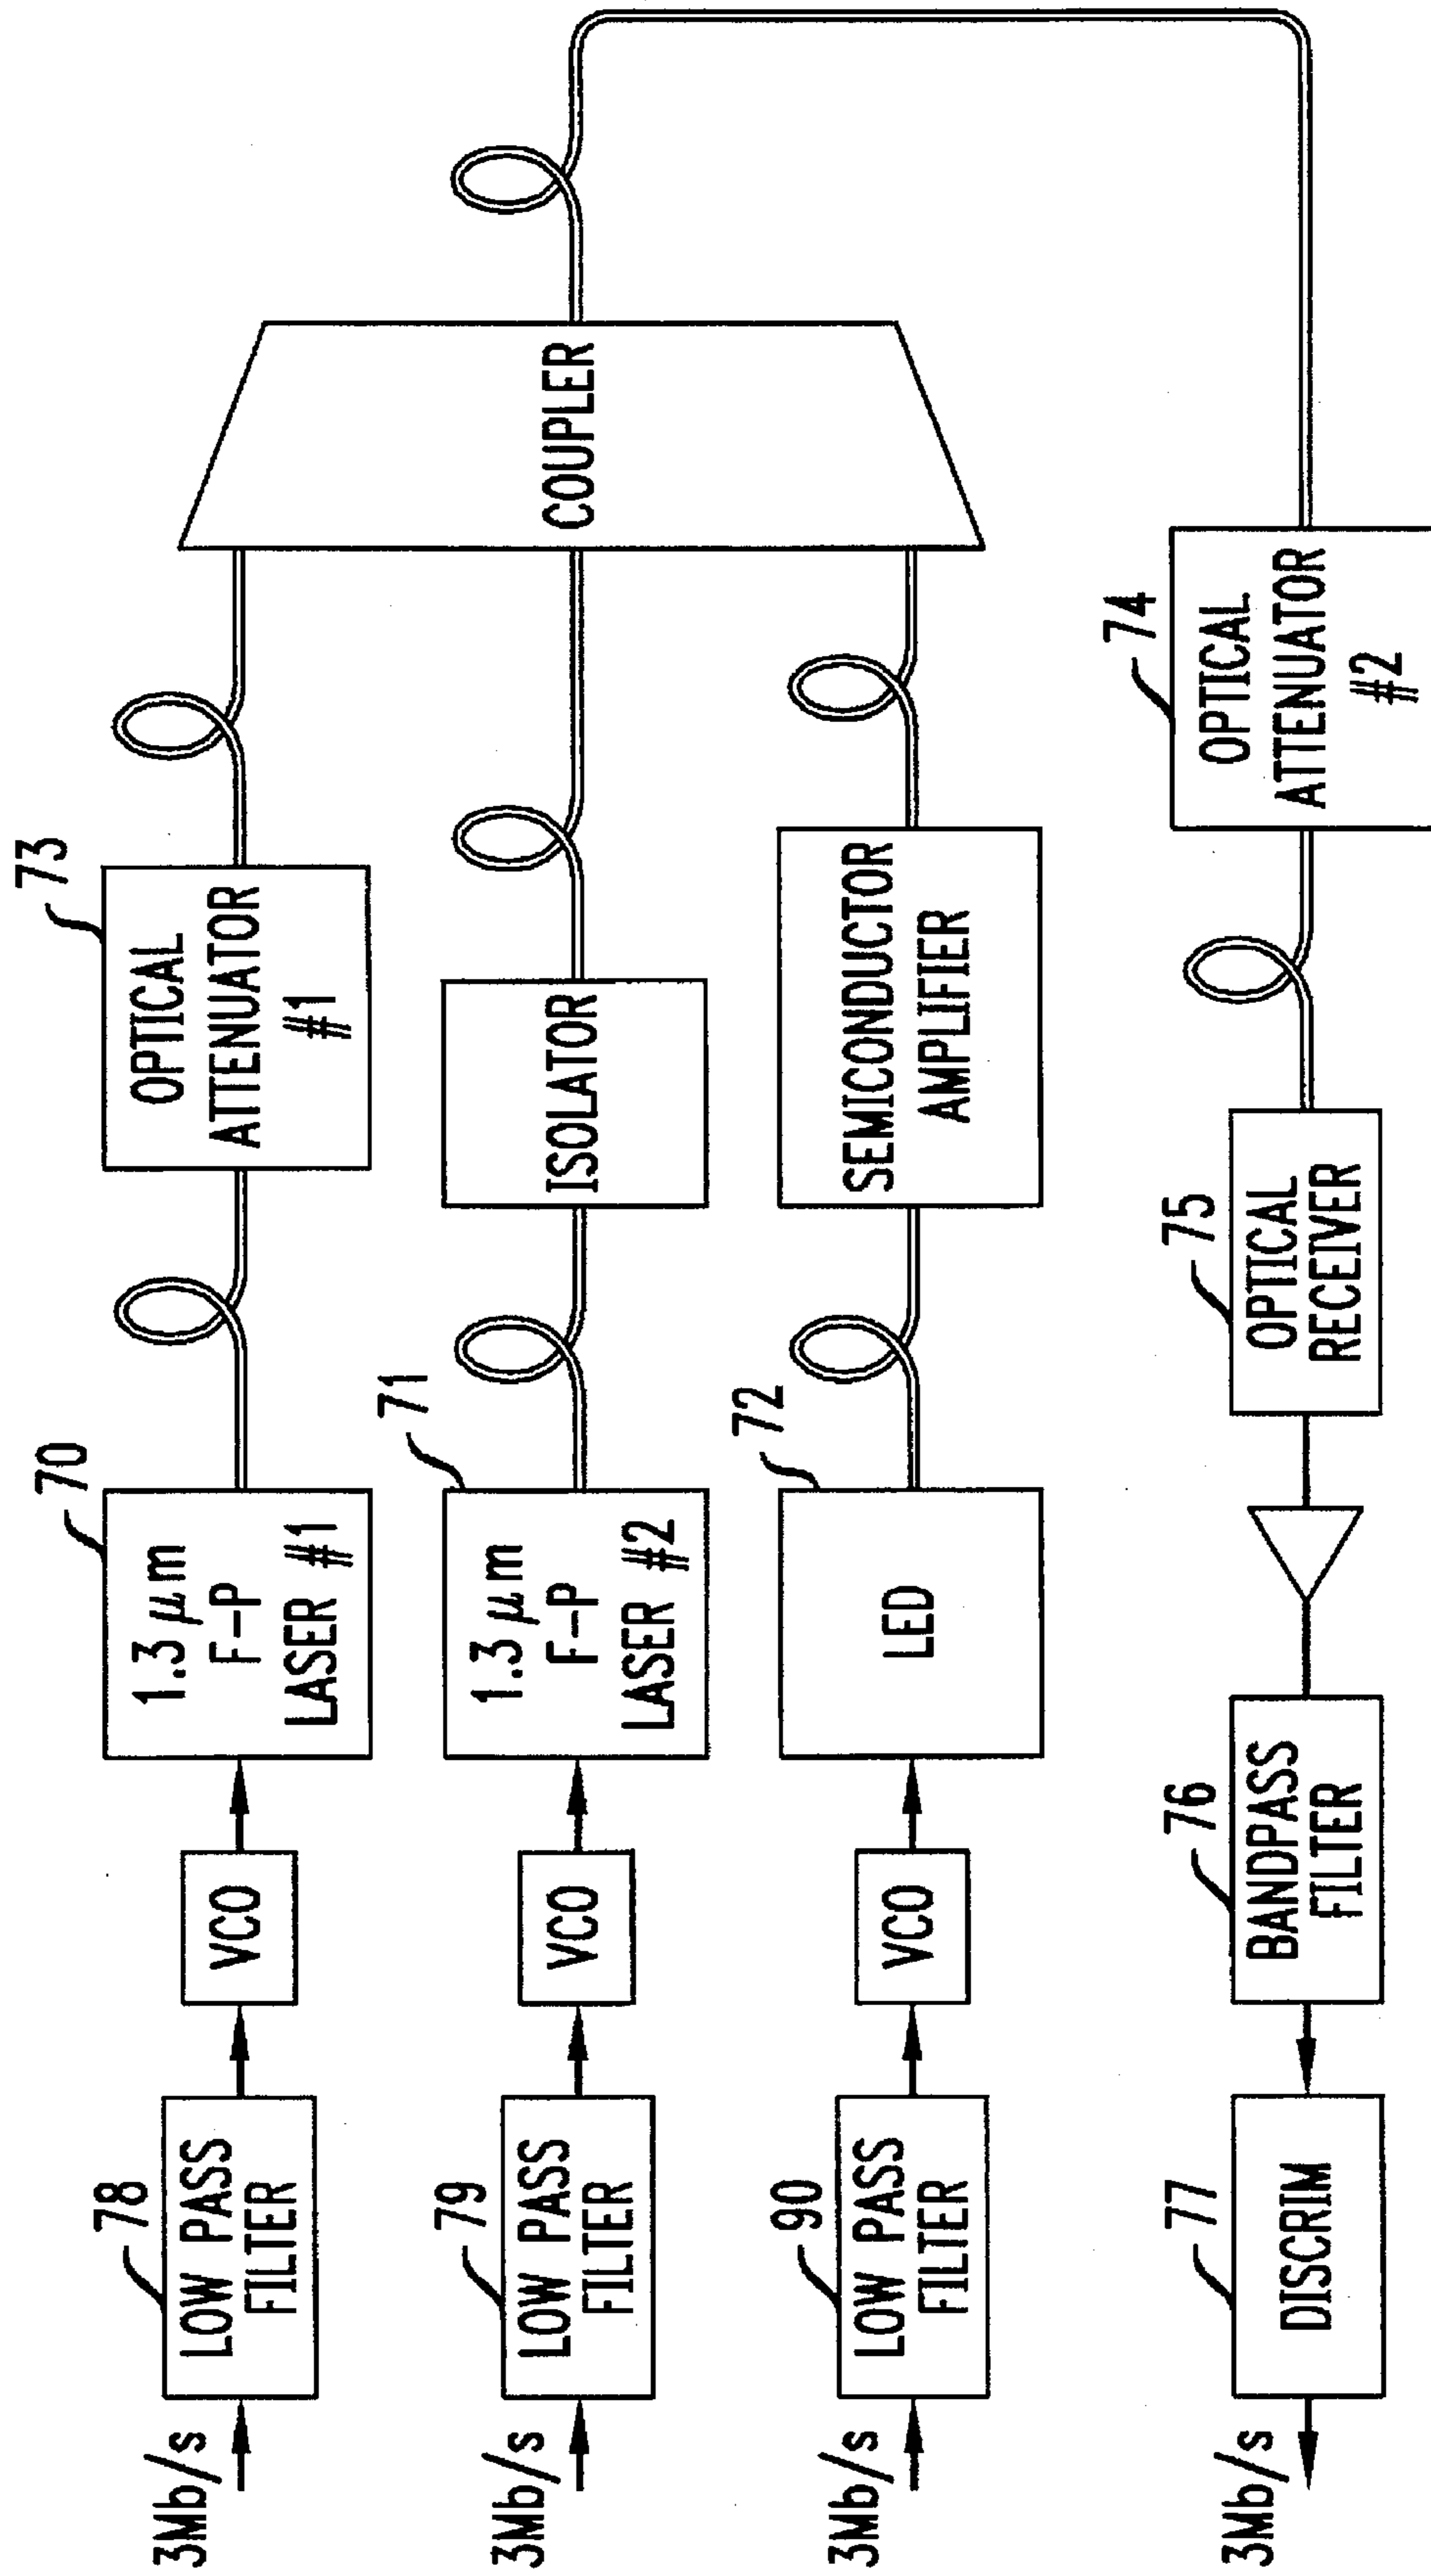 3Mb/s
78
LOW PASS
FILTER
VCO
70
1.3 μm
F-P
LASER #1
73
OPTICAL
ATTENUATOR
#1
3Mb/s
79
LOW PASS
FILTER
VCO
71
1.3 μm
F-P
LASER #2
ISOLATOR
COUPLER
3Mb/s
90
LOW PASS
FILTER
VCO
72
LED
SEMICONDUCTOR
AMPLIFIER
3Mb/s
77
DISCRIM
76
BANDPASS
FILTER
75
OPTICAL
RECEIVER
74
OPTICAL
ATTENUATOR
#2